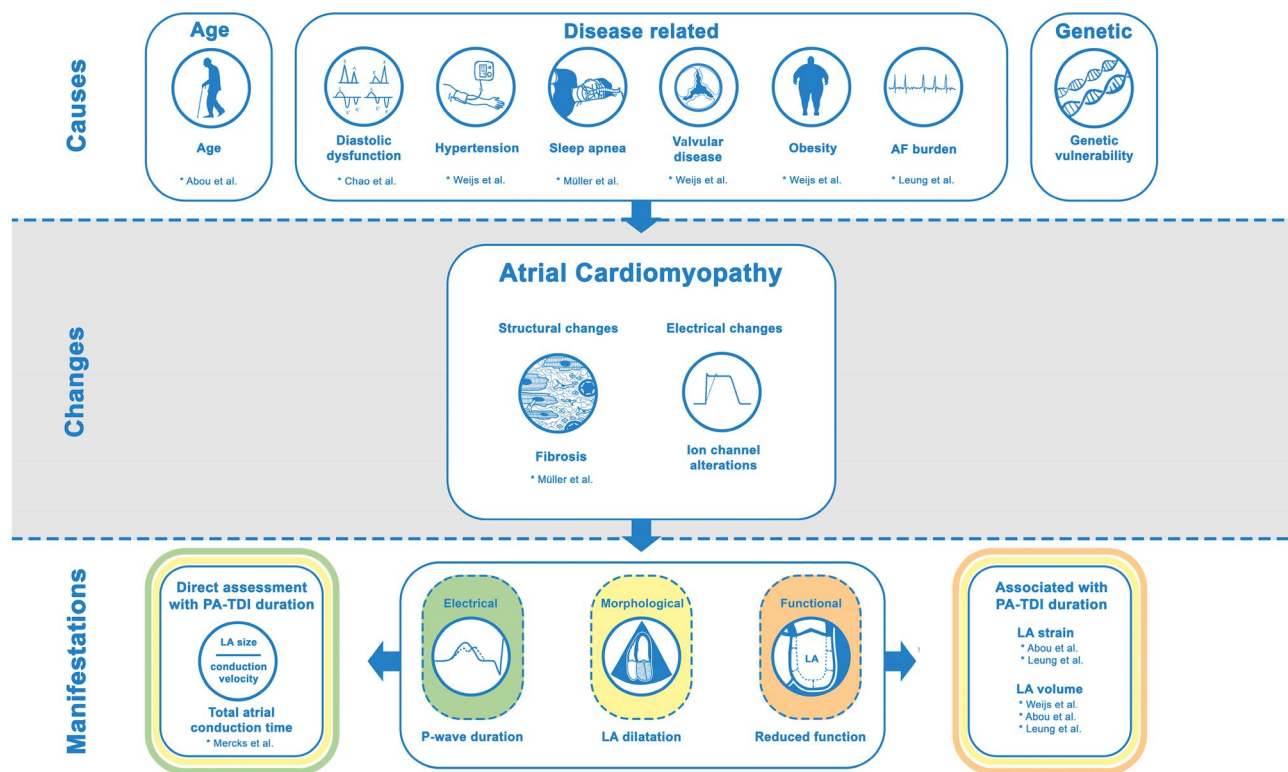 Causes
Age
Age
* Abou et al.
Disease related
Diastolic
dysfunction
* Chao et al.
Hypertension
* Weijs et al.
Sleep apnea
* Müller et al.
Valvular
disease
* Weijs et al.
Obesity
* Weijs et al.
AF burden
* Leung et al.
Genetic
Genetic
vulnerability
Changes
Atrial Cardiomyopathy
Structural changes
Fibrosis
* Müller et al.
Electrical changes
Ion channel
alterations
Manifestations
Direct assessment
with PA-TDI duration
LA size
conduction
velocity
Total atrial
conduction time
* Mercks et al.
Electrical
P-wave duration
Morphological
LA dilatation
Functional
LA
Reduced function
Associated with
PA-TDI duration
LA strain
* Abou et al.
* Leung et al.
LA volume
* Weijs et al.
* Abou et al.
* Leung et al.